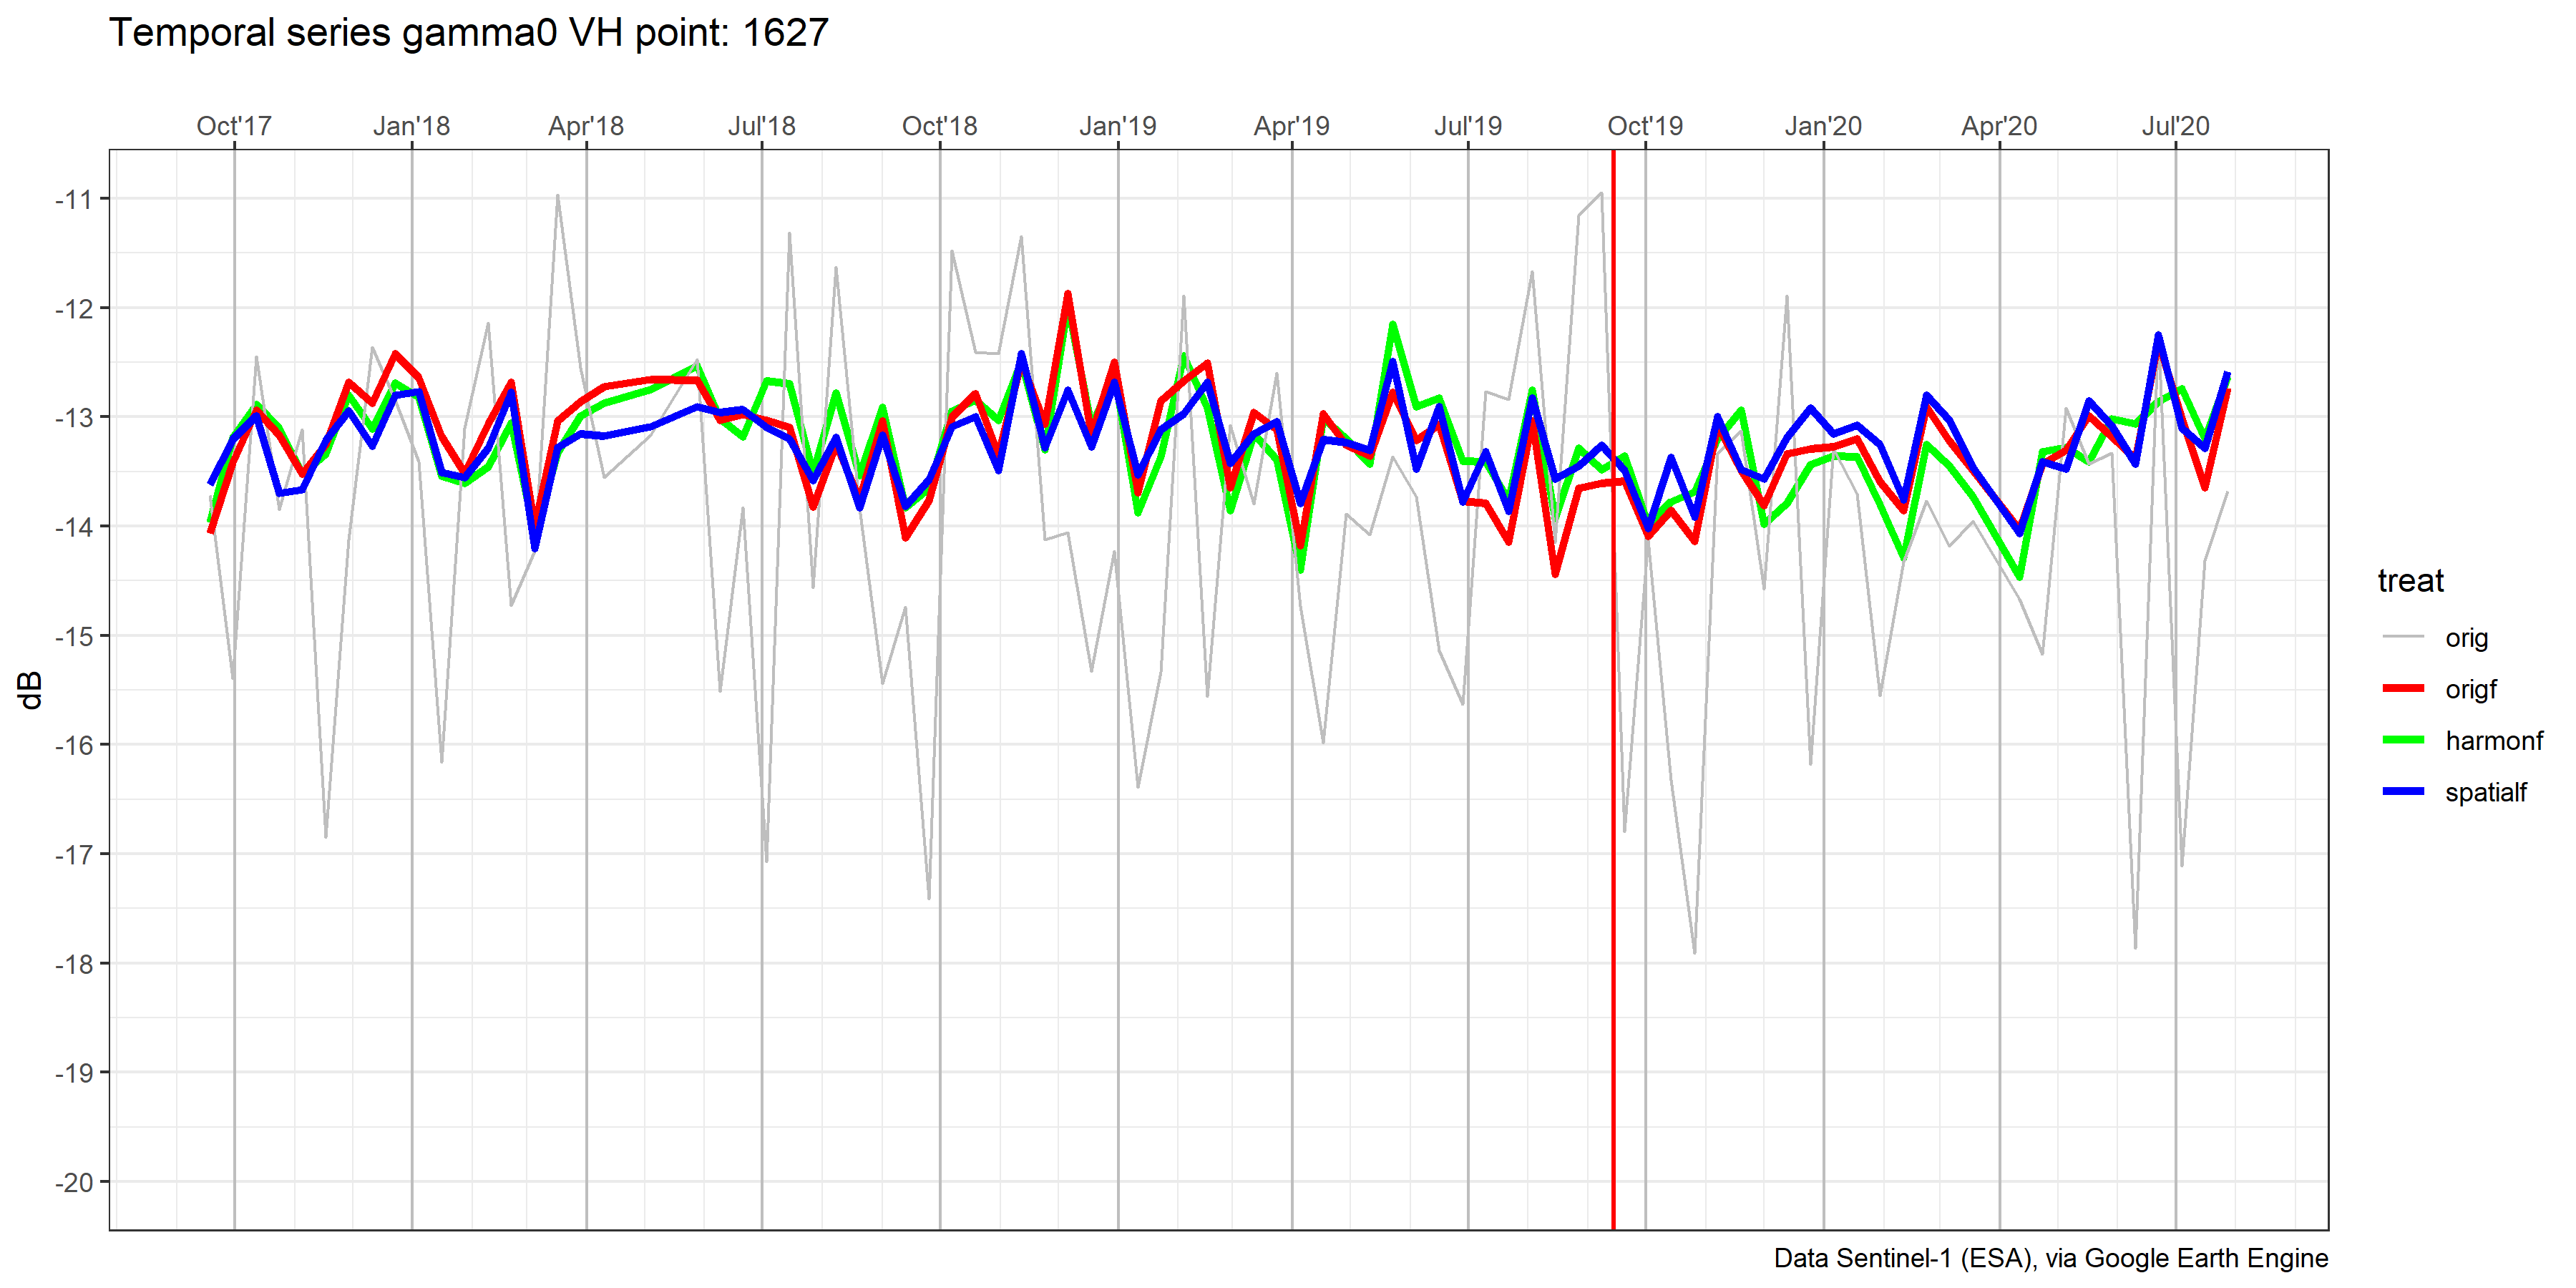 Temporal series gamma0 VH point: 1627
Oct'17 Jan'18 Apr'18 Jul'18 Oct'18 Jan'19 Apr'19 Jul'19 Oct'19 Jan'20 Apr'20 Jul'20
-11
-12
-13
-14
-15
-16
-17
-18
-19
-20
dB
treat
orig
origf
harmonf
spatialf
Data Sentinel-1 (ESA), via Google Earth Engine